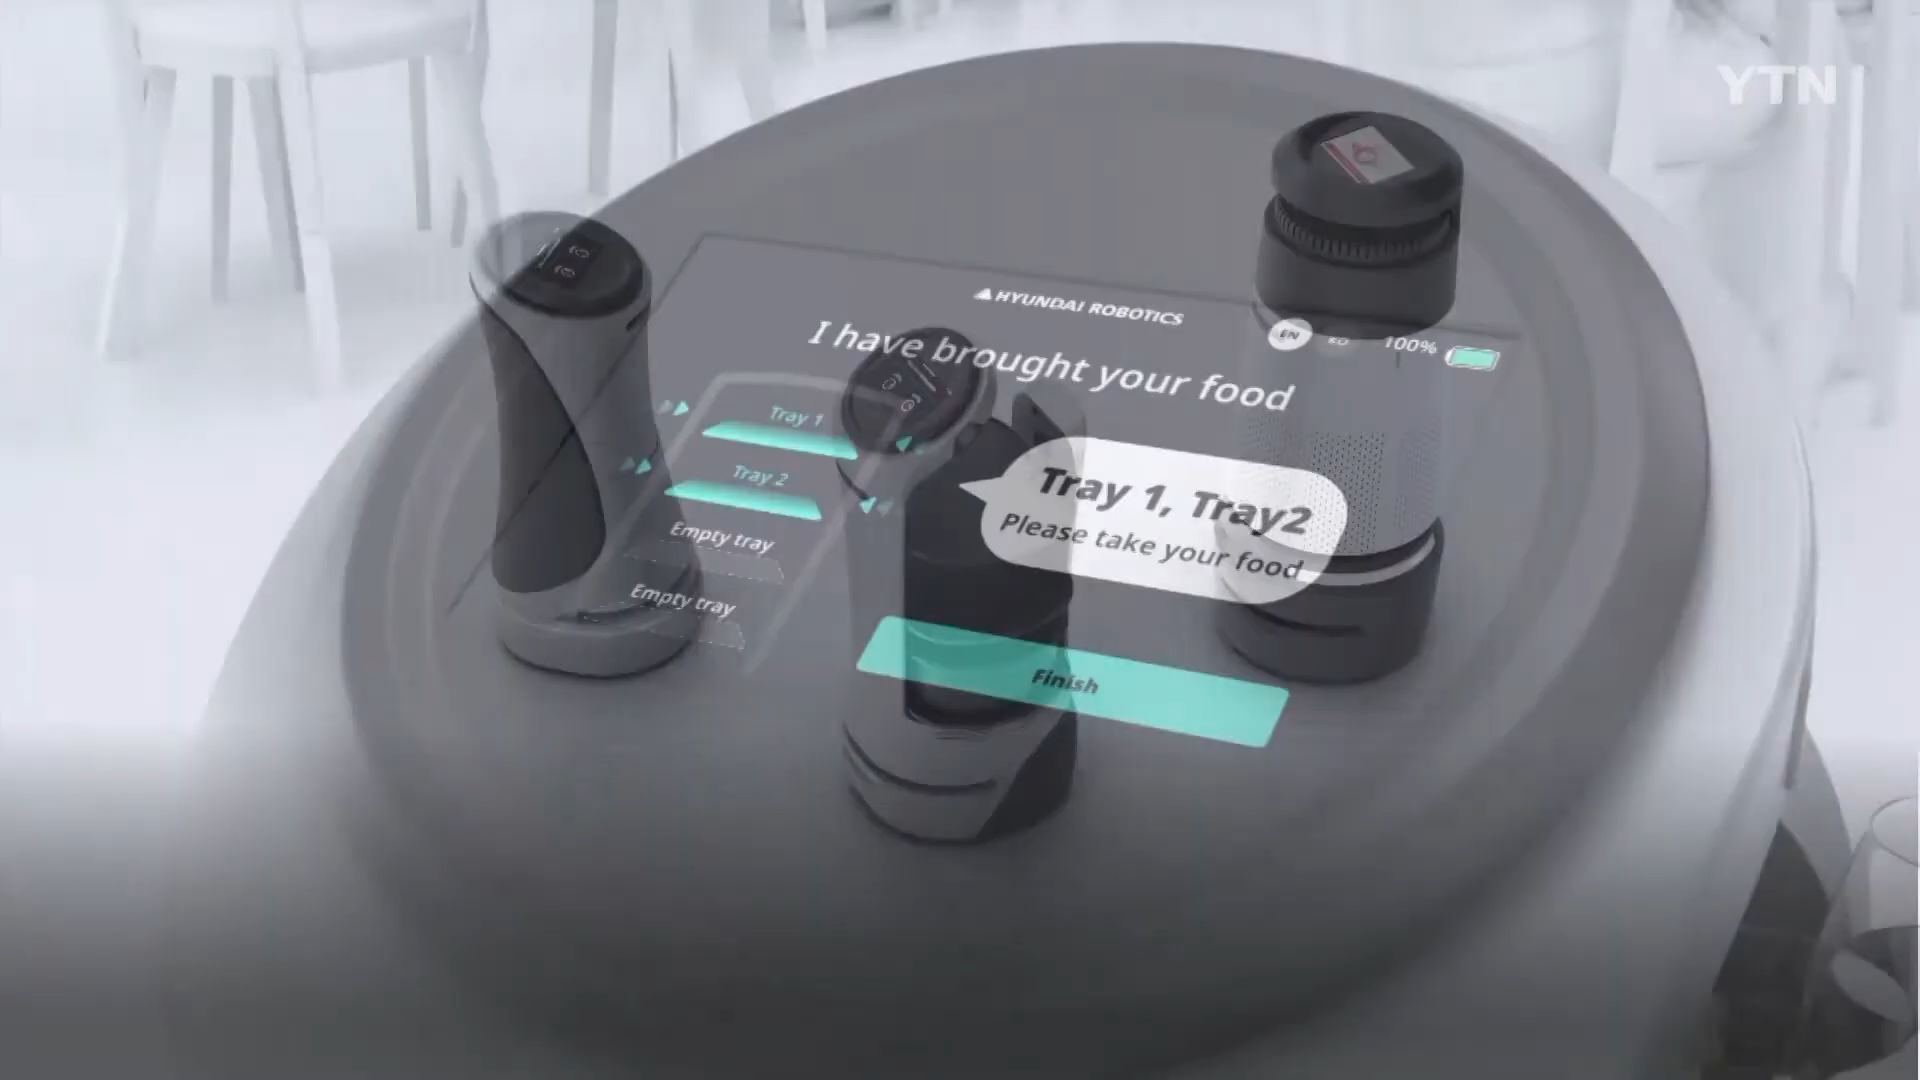 YTN
HYUNDAI ROBOTICS
EN KO 100%
I have brought your food
Tray 1
Tray 2
Empty tray
Empty tray
Tray 1, Tray2
Please take your food
Finish